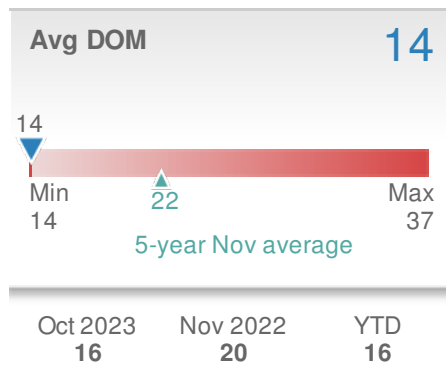 Avg DOM 14
14
22
Min Max
14 37
5-year Nov average
Oct 2023 Nov 2022 YTD
16 20 16